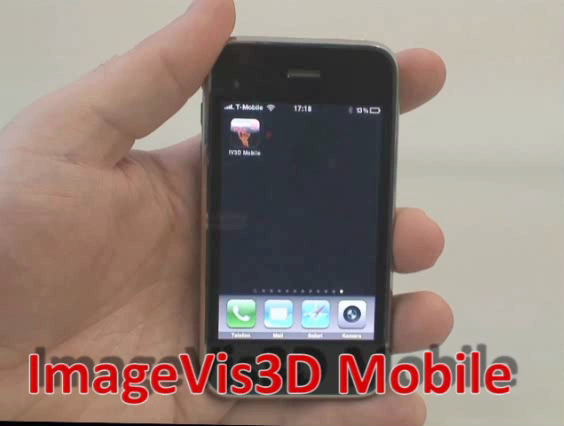 T-Mobile 17:18
IV3D Mobile
Telefon Mail Safari Kamera
ImageVis3D Mobile